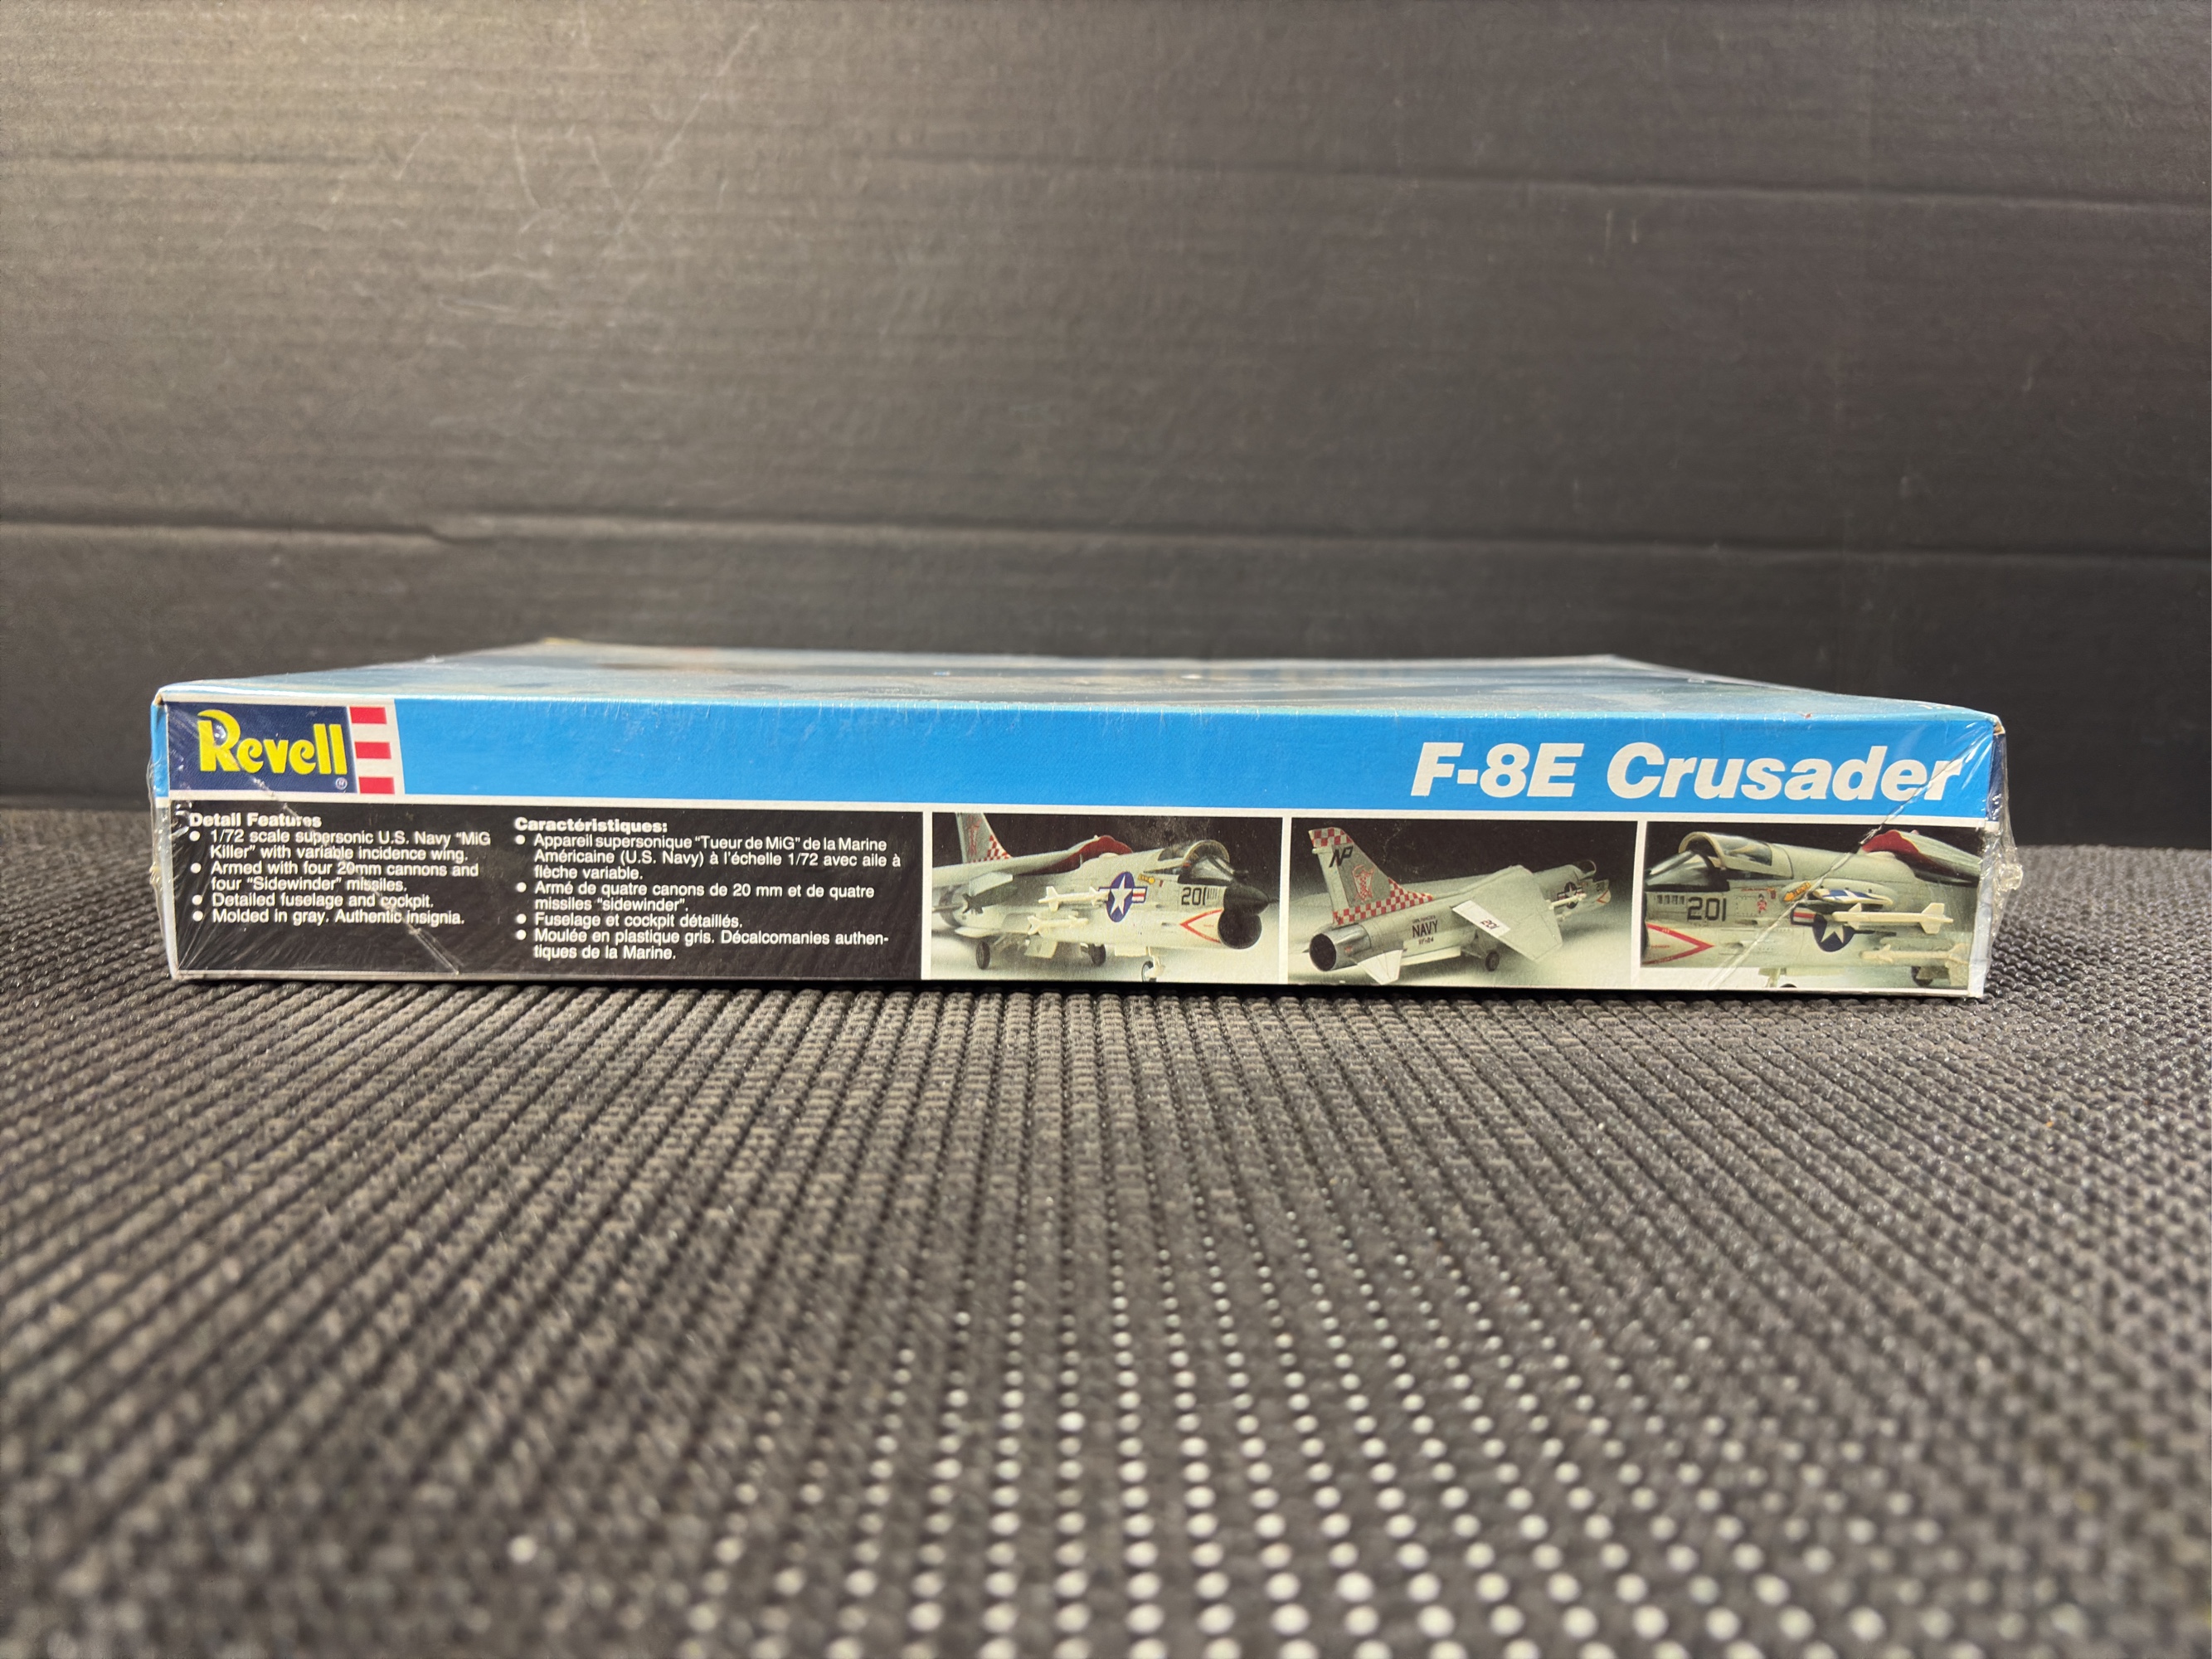 Revell®
F-8E Crusader
Detail Features
● 1/72 scale supersonic U.S. Navy “MiG
Killer” with variable incidence wing.
● Armed with four 20mm cannons and
four “Sidewinder” missiles.
● Detailed fuselage and cockpit.
● Molded in gray. Authentic insignia.
Caractéristiques:
● Appareil supersonique “Tueur de MiG” de la Marine
Américaine (U.S. Navy) à l’échelle 1/72 avec aile à
flèche variable.
● Armé de quatre canons de 20 mm et de quatre
missiles “sidewinder”.
● Fuselage et cockpit détaillés.
● Moulée en plastique gris. Décalcomanies authen-
tiques de la Marine.
201
NP
NAVY
201